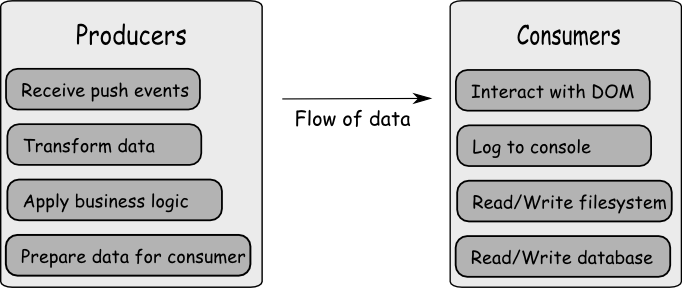 Producers
Receive push events
Transform data
Apply business logic
Prepare data for consumer
Flow of data
Consumers
Interact with DOM
Log to console
Read/Write filesystem
Read/Write database